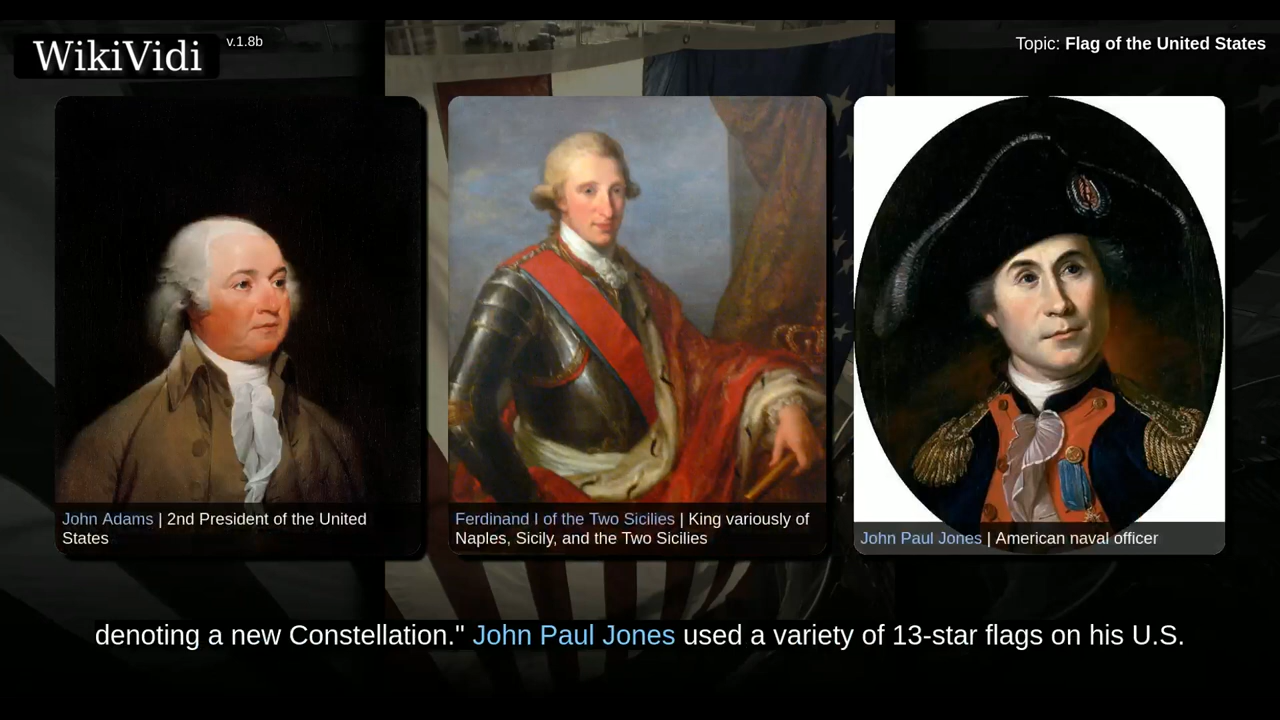 WikiVidi
v.1.8b
Topic: Flag of the United States
John Adams | 2nd President of the United
States
Ferdinand I of the Two Sicilies | King variously of
Naples, Sicily, and the Two Sicilies
John Paul Jones | American naval officer
denoting a new Constellation." John Paul Jones used a variety of 13-star flags on his U.S.